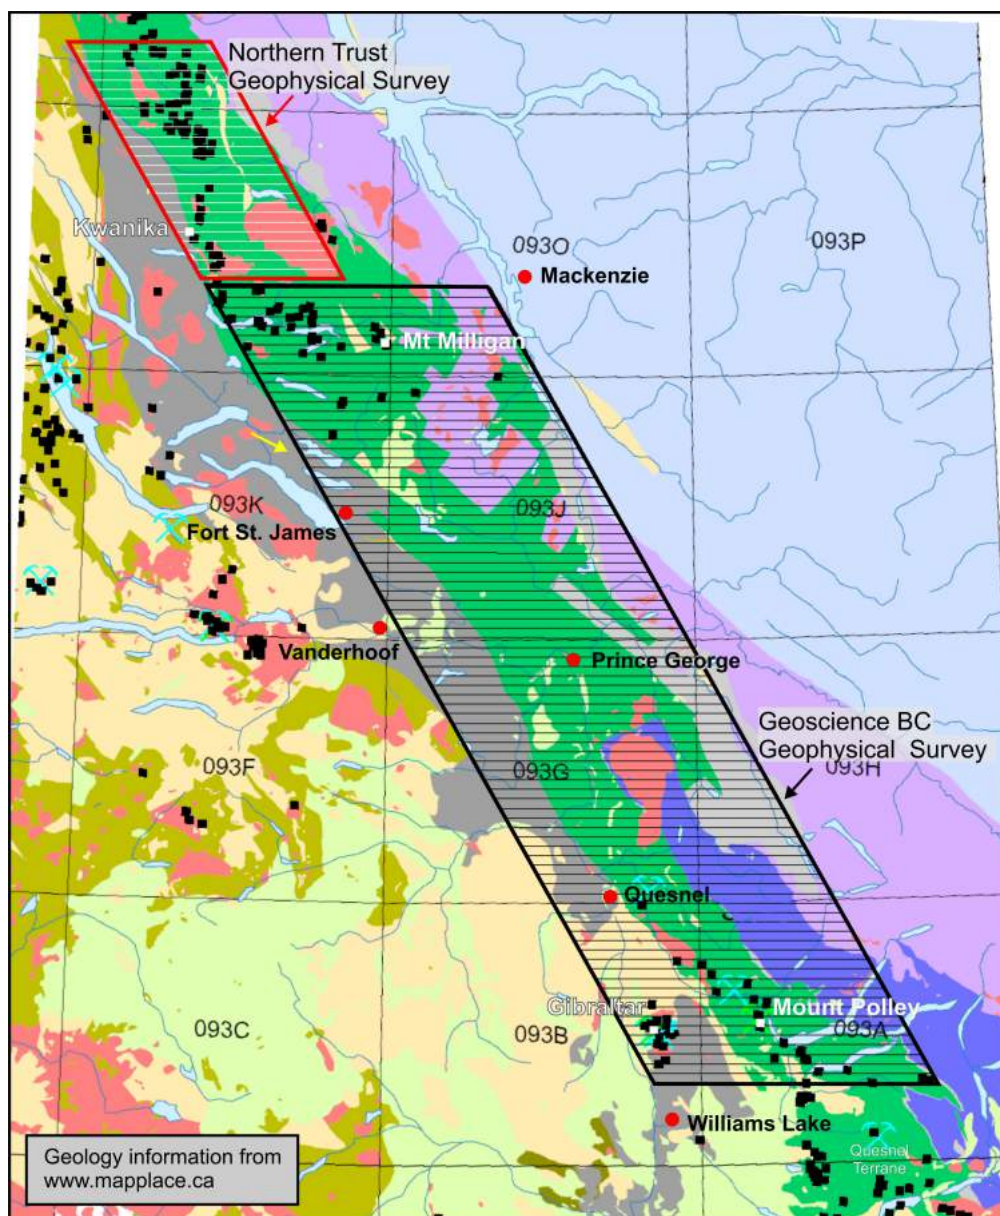 Northern Trust
Geophysical Survey
Kwanika
093O
093P
Mackenzie
Mt Milligan
093K
093J
Fort St. James
Vanderhoof
Prince George
Geoscience BC
Geophysical Survey
093F
093G
093H
Quesnel
Gibraltar
Mount Polley
093C
093B
093A
Williams Lake
Geology information from
www.mapplace.ca
Quesnel
Terrane